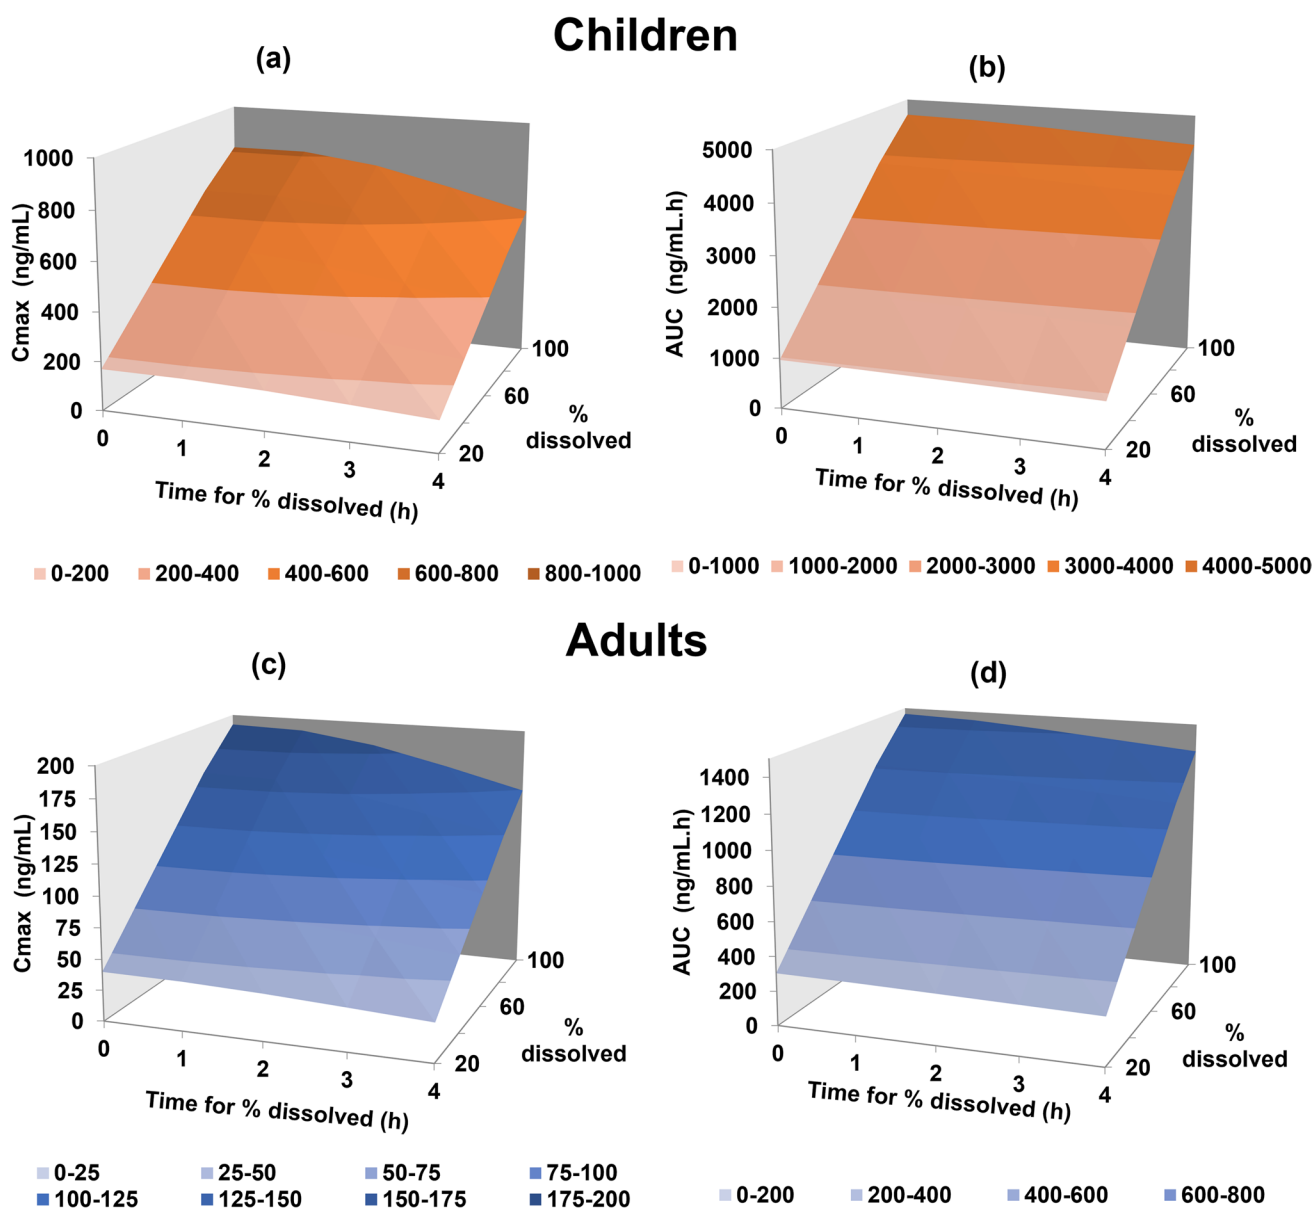 Children
(a)
(b)
1000
800
600
400
200
0
Cmax (ng/mL)
0
1
2
3
4
Time for % dissolved (h)
20
60
100
%
dissolved
5000
4000
3000
2000
1000
0
AUC (ng/mL.h)
0
1
2
3
4
Time for % dissolved (h)
20
60
100
%
dissolved
0-200 200-400 400-600 600-800 800-1000
0-1000 1000-2000 2000-3000 3000-4000 4000-5000
Adults
(c)
(d)
200
175
150
125
100
75
50
25
0
Cmax (ng/mL)
0
1
2
3
4
Time for % dissolved (h)
20
60
100
%
dissolved
1400
1200
1000
800
600
400
200
0
AUC (ng/mL.h)
0
1
2
3
4
Time for % dissolved (h)
20
60
100
%
dissolved
0-25 25-50 50-75 75-100
100-125 125-150 150-175 175-200
0-200 200-400 400-600 600-800